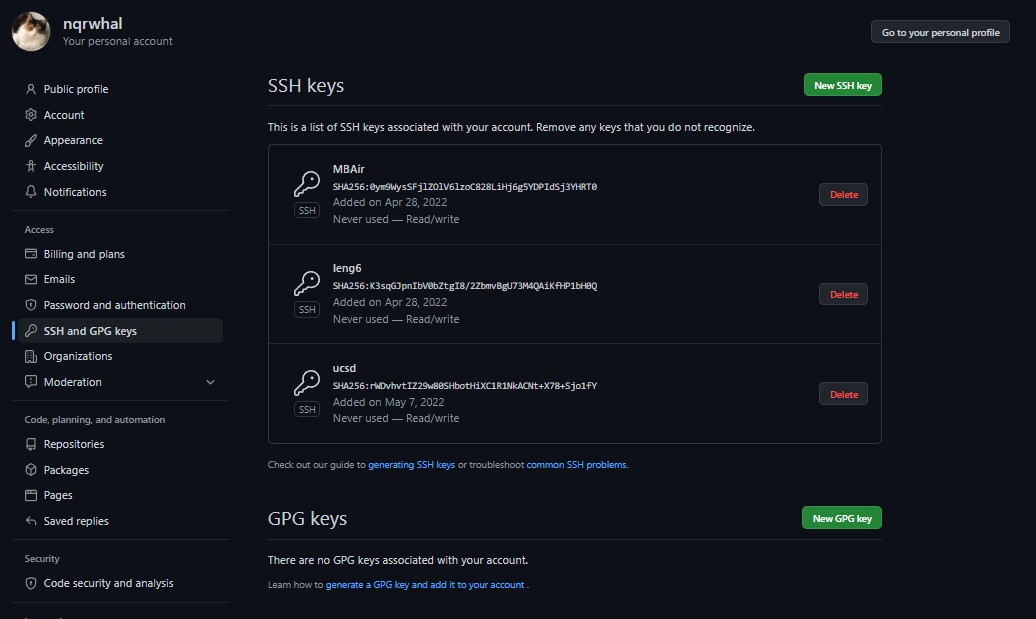 nqrwhal
Your personal account
Go to your personal profile
Public profile
Account
Appearance
Accessibility
Notifications
Access
Billing and plans
Emails
Password and authentication
SSH and GPG keys
Organizations
Moderation
Code, planning, and automation
Repositories
Packages
Pages
Saved replies
Security
Code security and analysis
SSH keys
New SSH key
This is a list of SSH keys associated with your account. Remove any keys that you do not recognize.
MBAir
SHA256:0ym9WysSFjlZOlV6lzoC828LiHj6g5YDPIdSj3YHRT0
Added on Apr 28, 2022
Never used — Read/write
SSH
Delete
leng6
SHA256:K3sqGJpnIbV0bZtgI8/2ZbmvBgU73M4QAiKfHP1bH0Q
Added on Apr 28, 2022
Never used — Read/write
SSH
Delete
ucsd
SHA256:rWDvhvtIZ29w80SHbotHiXC1R1NkACNt+X78+Sjo1fY
Added on May 7, 2022
Never used — Read/write
SSH
Delete
Check out our guide to generating SSH keys or troubleshoot common SSH problems.
GPG keys
New GPG key
There are no GPG keys associated with your account.
Learn how to generate a GPG key and add it to your account .